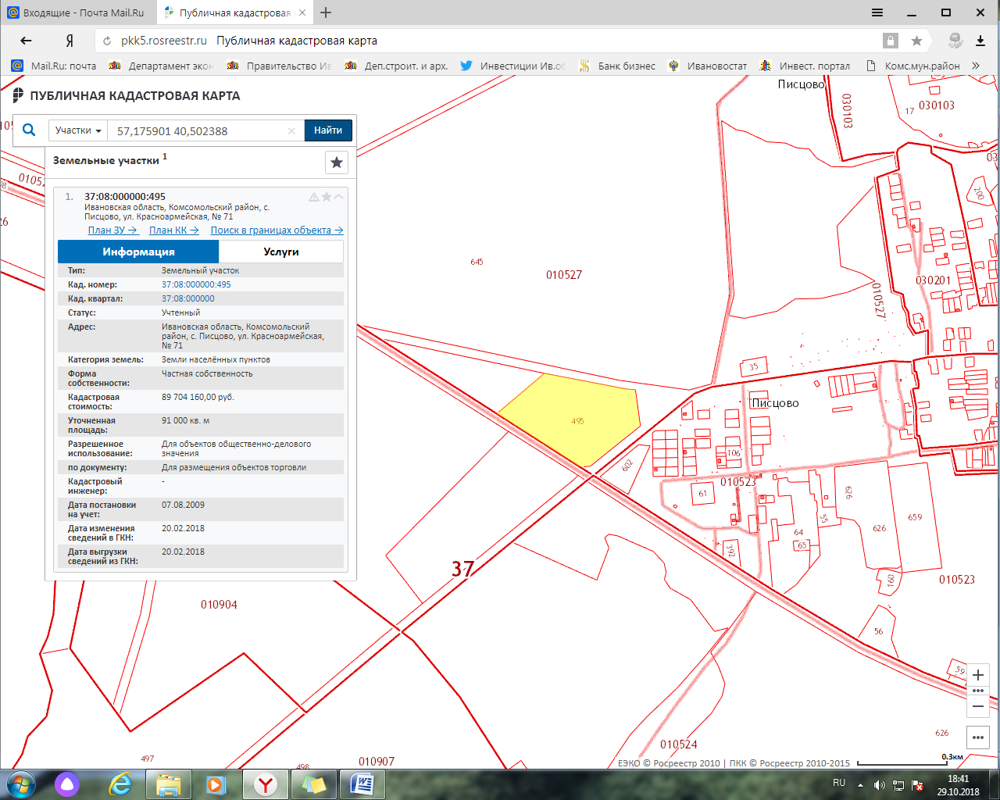 Входящие - Почта Mail.Ru
Публичная кадастровая
Я
pkk5.rosreestr.ru Публичная кадастровая карта
Mail.Ru: почта
Департамент экон
Правительство Ив
Деп.строит. и арх.
Инвестиции Ив.об
Банк бизнес
Ивановостат
Инвест. портал
Комс.мун.район
»
ПУБЛИЧНАЯ КАДАСТРОВАЯ КАРТА
Участки
57,175901 40,502388
Найти
Земельные участки 1
1. 37:08:000000:495
Ивановская область, Комсомольский район, с.
Писцово, ул. Красноармейская, № 71
План ЗУ →
План КК →
Поиск в границах объекта →
Информация
Услуги
Тип: Земельный участок
Кад. номер: 37:08:000000:495
Кад. квартал: 37:08:000000
Статус: Учтенный
Адрес: Ивановская область, Комсомольский
район, с. Писцово, ул. Красноармейская,
№ 71
Категория земель: Земли населённых пунктов
Форма
собственности: Частная собственность
Кадастровая
стоимость: 89 704 160,00 руб.
Уточненная
площадь: 91 000 кв. м
Разрешенное
использование: Для объектов общественно-делового
значения
по документу: Для размещения объектов торговли
Кадастровый
инженер: -
Дата постановки
на учет: 07.08.2009
Дата изменения
сведений в ГКН: 20.02.2018
Дата выгрузки
сведений из ГКН: 20.02.2018
Писцово
030103
17
030103
200
645
010527
030201
010527
35
Писцово
495
106
602
010523
61
626
55
64
65
626
659
392
37
160
010523
010904
56
59
626
010524
497
498
010907
ЕЭКО © Росреестр 2010 | ПКК © Росреестр 2010-2015
0.3км
RU
18:41
29.10.2018